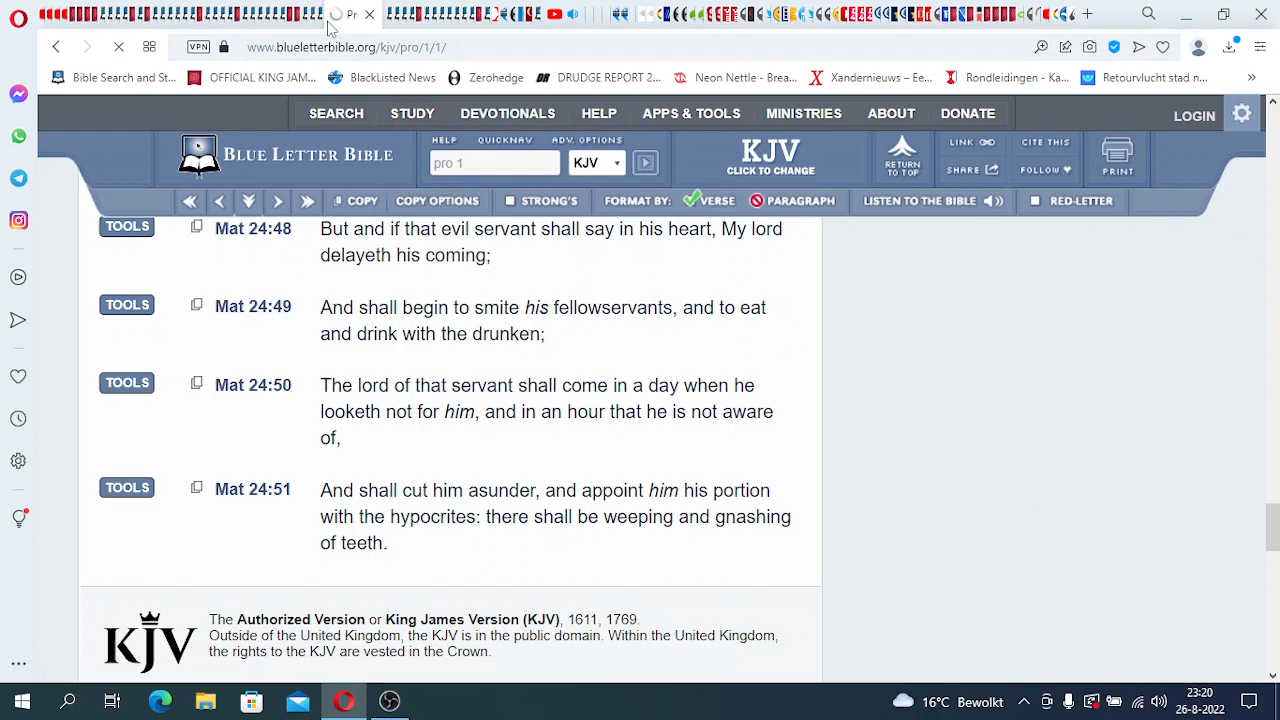 Pr
VPN www.blueletterbible.org/kjv/pro/1/1/
Bible Search and St... OFFICIAL KING JAM... BlackListed News Zerohedge DRUDGE REPORT 2... Neon Nettle - Brea... Xandernieuws – Ee... Rondleidingen - Ka... Retourvlucht stad n... »
SEARCH STUDY DEVOTIONALS HELP APPS & TOOLS MINISTRIES ABOUT DONATE LOGIN
HELP QUICKNAV ADV. OPTIONS
BLUE LETTER BIBLE
pro 1 KJV
KJV
CLICK TO CHANGE
RETURN
TO TOP
LINK CITE THIS
SHARE FOLLOW
PRINT
COPY COPY OPTIONS STRONG'S FORMAT BY: VERSE PARAGRAPH LISTEN TO THE BIBLE RED-LETTER
TOOLS Mat 24:48 But and if that evil servant shall say in his heart, My lord
delayeth his coming;
TOOLS Mat 24:49 And shall begin to smite his fellowservants, and to eat
and drink with the drunken;
TOOLS Mat 24:50 The lord of that servant shall come in a day when he
looketh not for him, and in an hour that he is not aware
of,
TOOLS Mat 24:51 And shall cut him asunder, and appoint him his portion
with the hypocrites: there shall be weeping and gnashing
of teeth.
KJV
The Authorized Version or King James Version (KJV), 1611, 1769.
Outside of the United Kingdom, the KJV is in the public domain. Within the United Kingdom,
the rights to the KJV are vested in the Crown.
16°C Bewolkt
23:20
26-8-2022